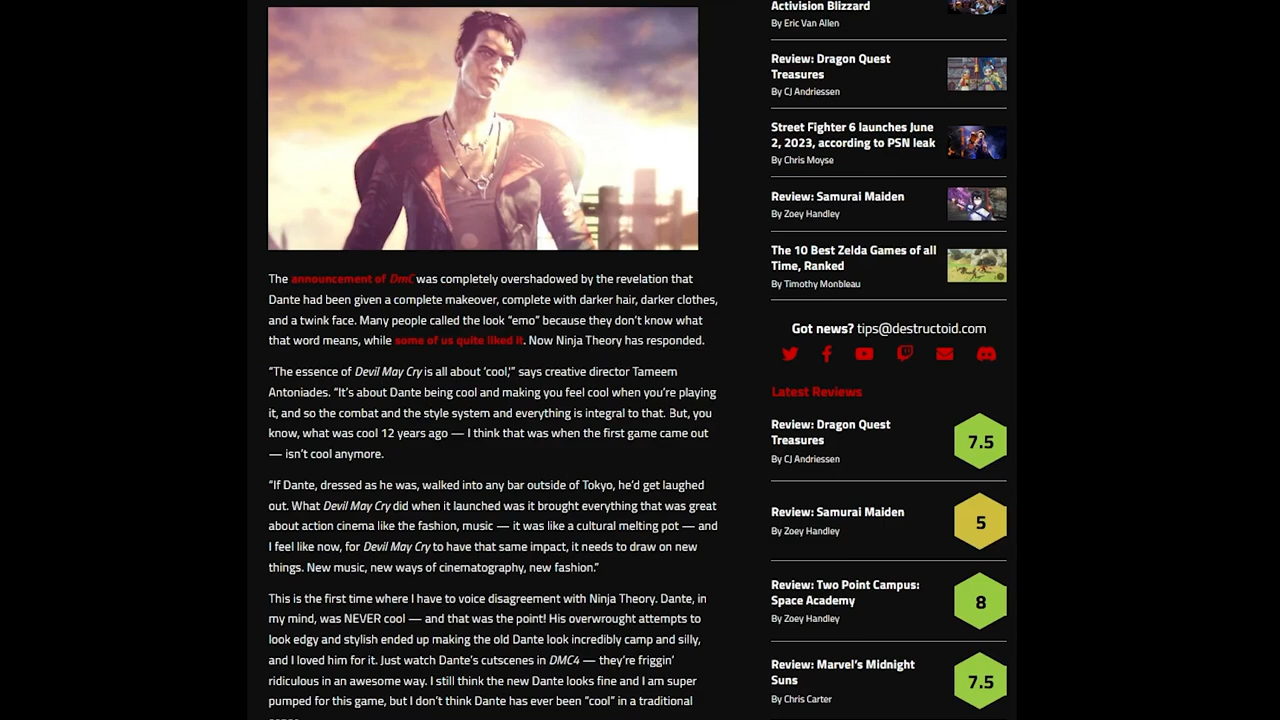 The announcement of DmC was completely overshadowed by the revelation that
Dante had been given a complete makeover, complete with darker hair, darker clothes,
and a twink face. Many people called the look “emo” because they don’t know what
that word means, while some of us quite liked it. Now Ninja Theory has responded.
“The essence of Devil May Cry is all about ‘cool,’” says creative director Tameem
Antoniades. “It’s about Dante being cool and making you feel cool when you’re playing
it, and so the combat and the style system and everything is integral to that. But, you
know, what was cool 12 years ago — I think that was when the first game came out
— isn’t cool anymore.
“If Dante, dressed as he was, walked into any bar outside of Tokyo, he’d get laughed
out. What Devil May Cry did when it launched was it brought everything that was great
about action cinema like the fashion, music — it was like a cultural melting pot — and
I feel like now, for Devil May Cry to have that same impact, it needs to draw on new
things. New music, new ways of cinematography, new fashion.”
This is the first time where I have to voice disagreement with Ninja Theory. Dante, in
my mind, was NEVER cool — and that was the point! His overwrought attempts to
look edgy and stylish ended up making the old Dante look incredibly camp and silly,
and I loved him for it. Just watch Dante’s cutscenes in DMC4 — they’re friggin’
ridiculous in an awesome way. I still think the new Dante looks fine and I am super
pumped for this game, but I don’t think Dante has ever been “cool” in a traditional
Activision Blizzard
By Eric Van Allen
Review: Dragon Quest
Treasures
By CJ Andriessen
Street Fighter 6 launches June
2, 2023, according to PSN leak
By Chris Moyse
Review: Samurai Maiden
By Zoey Handley
The 10 Best Zelda Games of all
Time, Ranked
By Timothy Monbleau
Got news? tips@destructoid.com
Latest Reviews
Review: Dragon Quest
Treasures
By CJ Andriessen
7.5
Review: Samurai Maiden
By Zoey Handley
5
Review: Two Point Campus:
Space Academy
By Zoey Handley
8
Review: Marvel’s Midnight
Suns
By Chris Carter
7.5